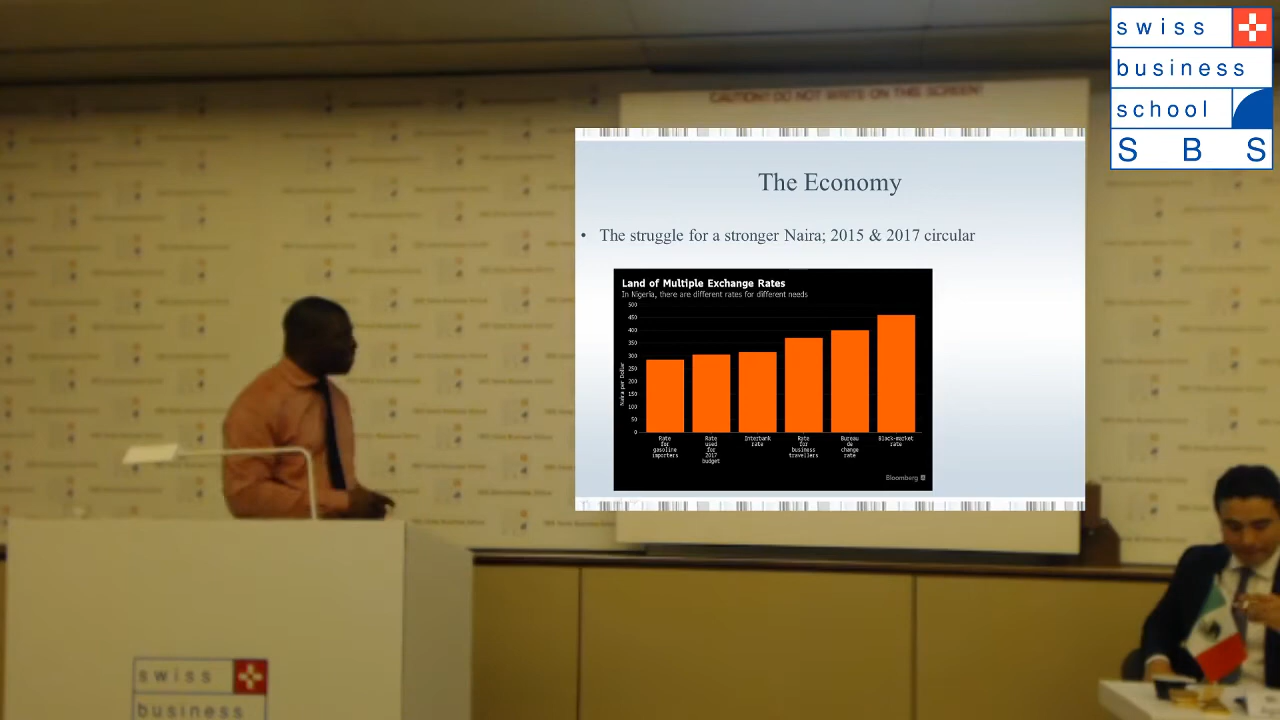 swiss
business
school
S B S
CAUTION! DO NOT WRITE ON THIS SCREEN!
The Economy
• The struggle for a stronger Naira; 2015 & 2017 circular
Land of Multiple Exchange Rates
In Nigeria, there are different rates for different needs
500
450
400
350
300
250
200
150
100
50
0
Naira per Dollar
Rate
for
gasoline
importers
Rate
used
for
2017
budget
Interbank
rate
Rate
for
business
travellers
Bureau
de
change
rate
Black-market
rate
Bloomberg
swiss
business